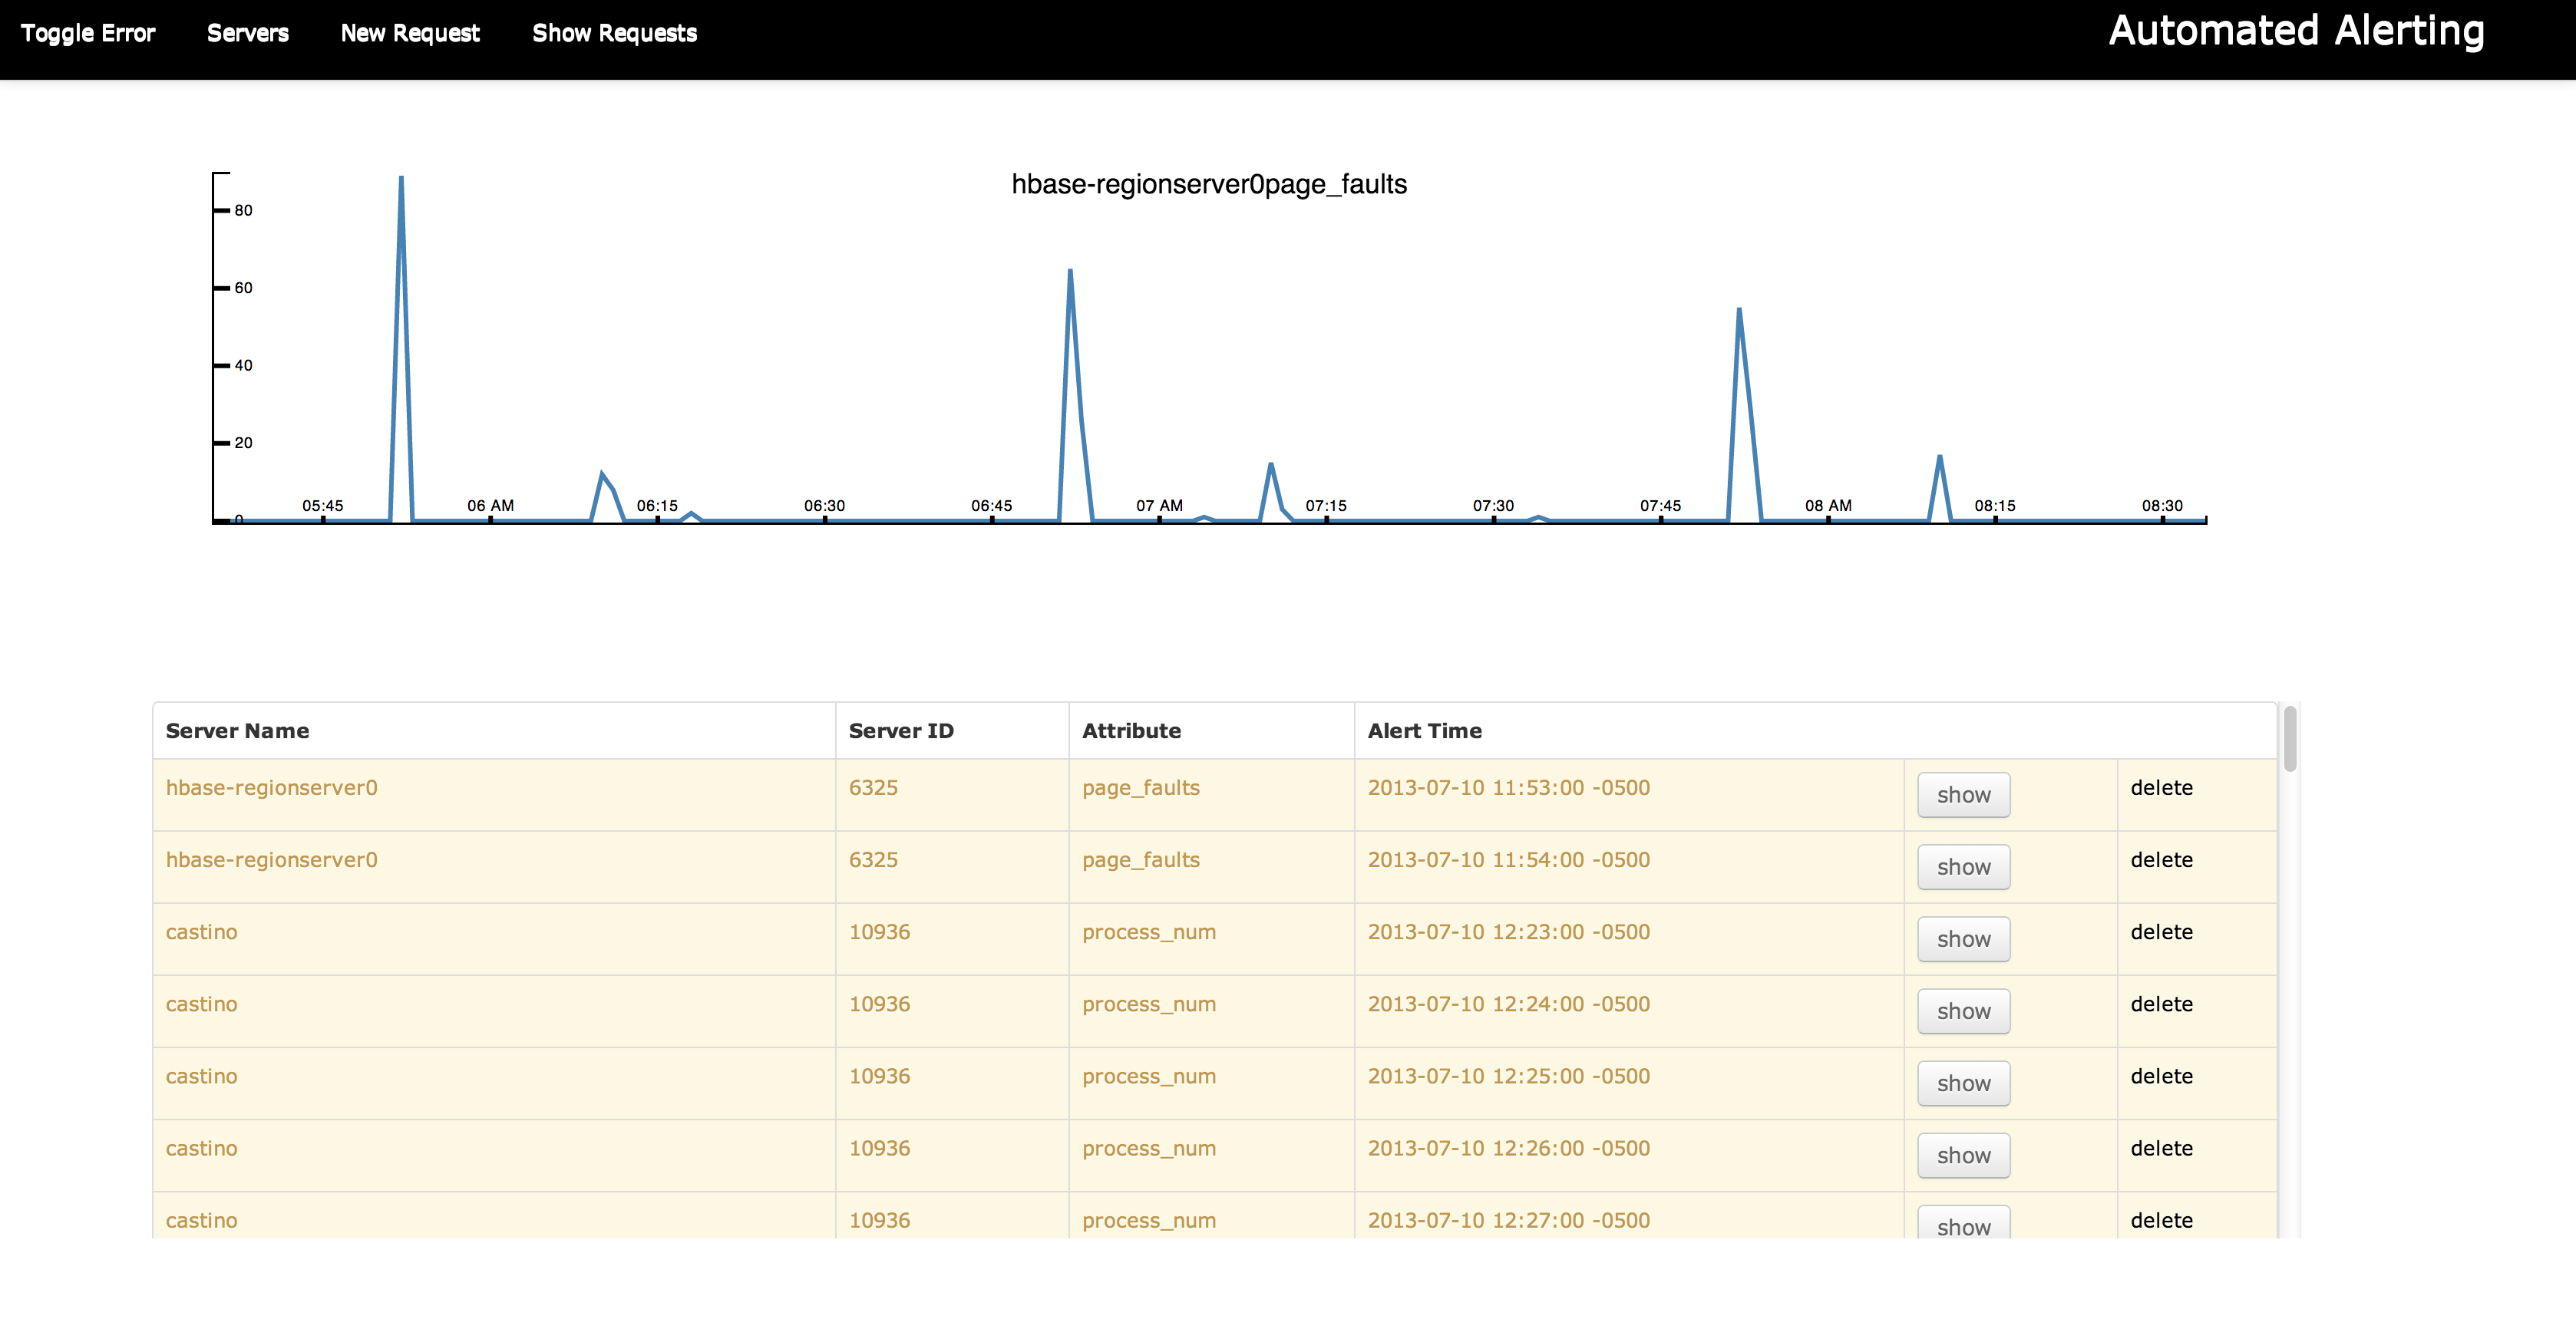 Toggle Error Servers New Request Show Requests Automated Alerting
hbase-regionserver0page_faults
80
60
40
20
0
05:45 06 AM 06:15 06:30 06:45 07 AM 07:15 07:30 07:45 08 AM 08:15 08:30
Server Name Server ID Attribute Alert Time
hbase-regionserver0 6325 page_faults 2013-07-10 11:53:00 -0500 show delete
hbase-regionserver0 6325 page_faults 2013-07-10 11:54:00 -0500 show delete
castino 10936 process_num 2013-07-10 12:23:00 -0500 show delete
castino 10936 process_num 2013-07-10 12:24:00 -0500 show delete
castino 10936 process_num 2013-07-10 12:25:00 -0500 show delete
castino 10936 process_num 2013-07-10 12:26:00 -0500 show delete
castino 10936 process_num 2013-07-10 12:27:00 -0500 show delete